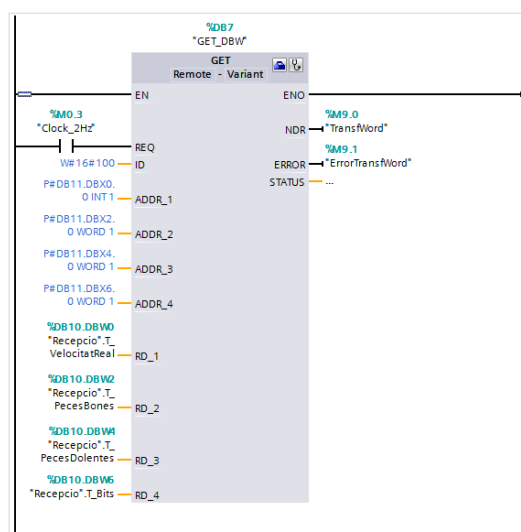 %DB7
"GET_DBW"
GET
Remote - Variant
EN
ENO
%M0.3
"Clock_2Hz"
REQ
%M9.0
NDR
"TransfWord"
W#16#100
ID
%M9.1
ERROR
"ErrorTransfWord"
STATUS
...
P#DB11.DBX0.
0 INT 1
ADDR_1
P#DB11.DBX2.
0 WORD 1
ADDR_2
P#DB11.DBX4.
0 WORD 1
ADDR_3
P#DB11.DBX6.
0 WORD 1
ADDR_4
%DB10.DBW0
"Recepcio".T_
VelocitatReal
RD_1
%DB10.DBW2
"Recepcio".T_
PecesBones
RD_2
%DB10.DBW4
"Recepcio".T_
PecesDolentes
RD_3
%DB10.DBW6
"Recepcio".T_Bits
RD_4